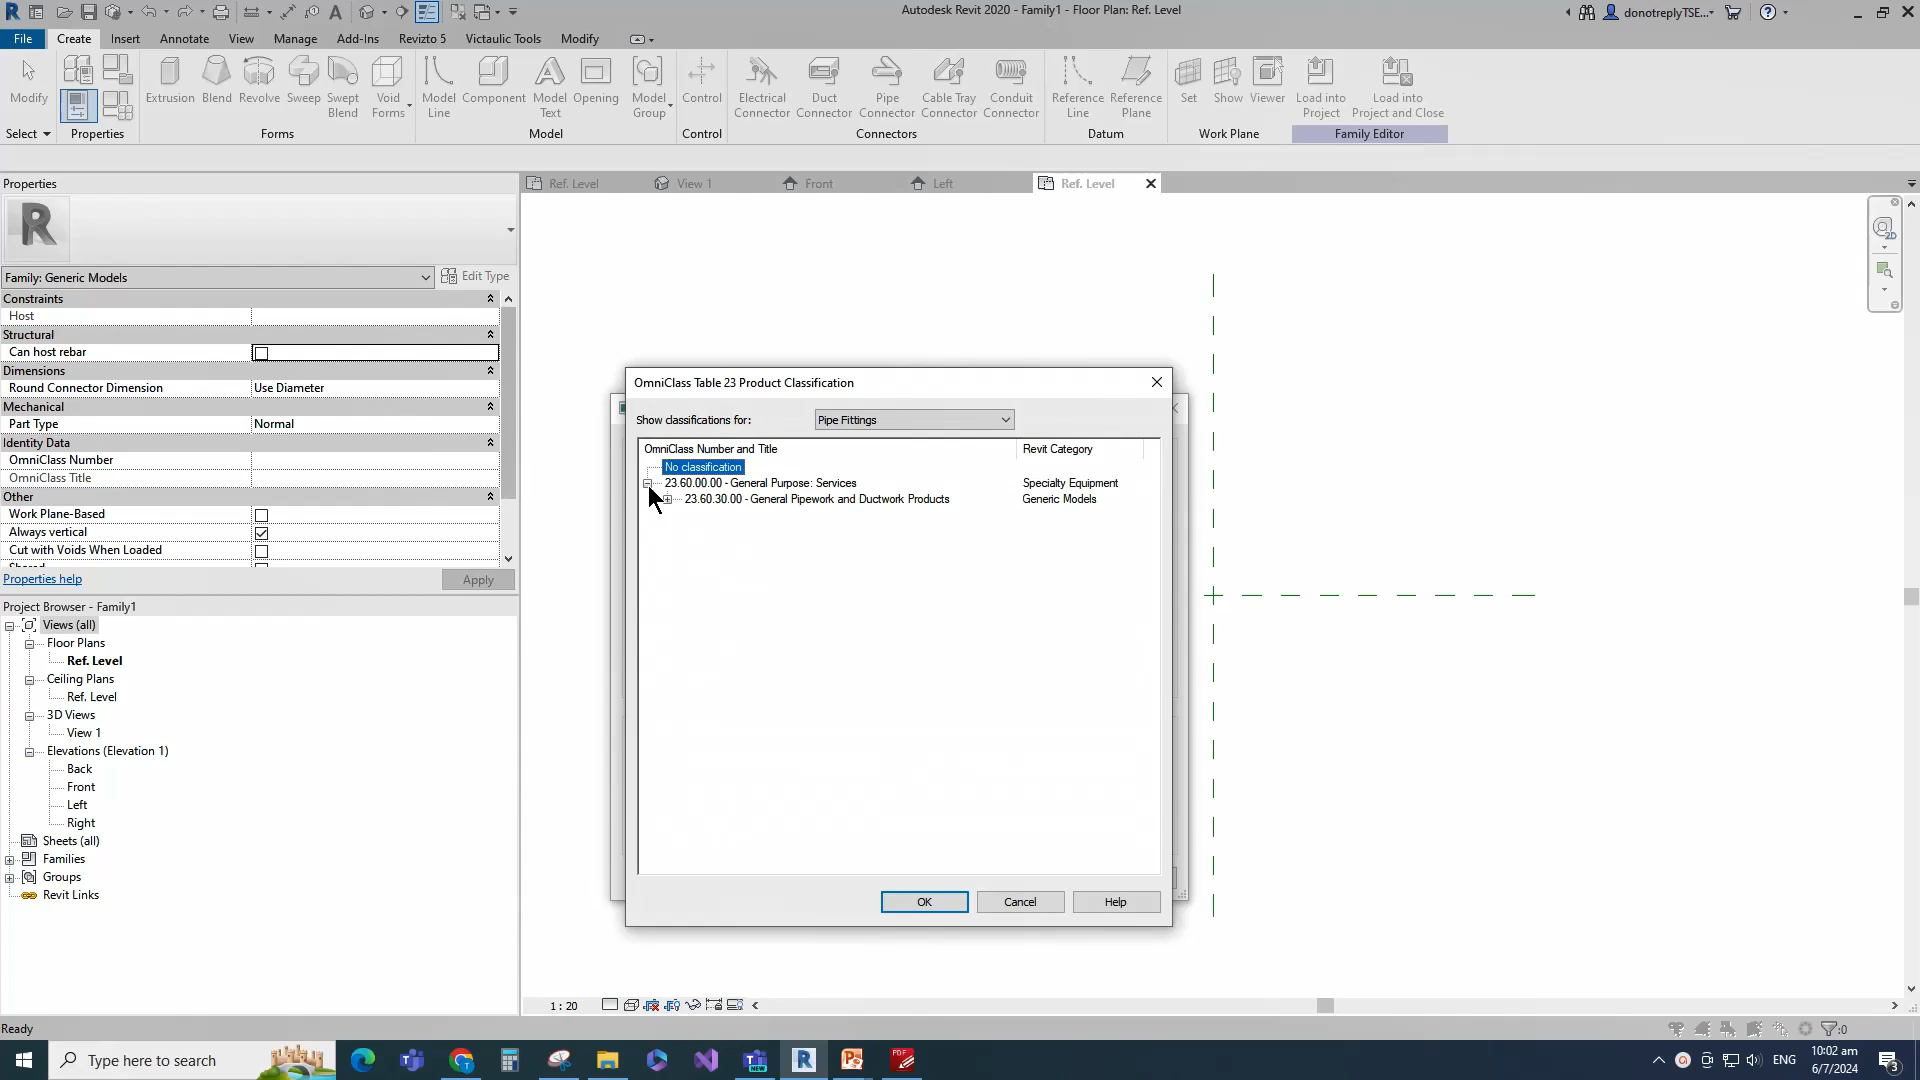 Autodesk Revit 2020 - Family1 - Floor Plan: Ref. Level
donotreplyTSE...
File
Create
Insert
Annotate
View
Manage
Add-Ins
Revizto 5
Victaulic Tools
Modify
Modify
Extrusion
Blend
Revolve
Sweep
Swept
Blend
Void
Forms
Model
Line
Component
Model
Text
Opening
Model
Group
Control
Electrical
Connector
Duct
Connector
Pipe
Connector
Cable Tray
Connector
Conduit
Connector
Reference
Line
Reference
Plane
Set
Show
Viewer
Load into
Project
Load into
Project and Close
Select
Properties
Forms
Model
Control
Connectors
Datum
Work Plane
Family Editor
Properties
Ref. Level
View 1
Front
Left
Ref. Level
2D
Family: Generic Models
Edit Type
Constraints
Host
Structural
Can host rebar
Dimensions
Round Connector Dimension Use Diameter
Mechanical
Part Type Normal
Identity Data
OmniClass Number
OmniClass Title
Other
Work Plane-Based
Always vertical
Cut with Voids When Loaded
Properties help
Apply
Project Browser - Family1
Views (all)
Floor Plans
Ref. Level
Ceiling Plans
Ref. Level
3D Views
View 1
Elevations (Elevation 1)
Back
Front
Left
Right
Sheets (all)
Families
Groups
Revit Links
OmniClass Table 23 Product Classification
Show classifications for: Pipe Fittings
OmniClass Number and Title Revit Category
No classification
23.60.00.00 - General Purpose: Services Specialty Equipment
23.60.30.00 - General Pipework and Ductwork Products Generic Models
OK
Cancel
Help
1 : 20
Ready
:0
Type here to search
NEW
PDF
ENG
10:02 am
6/7/2024
3